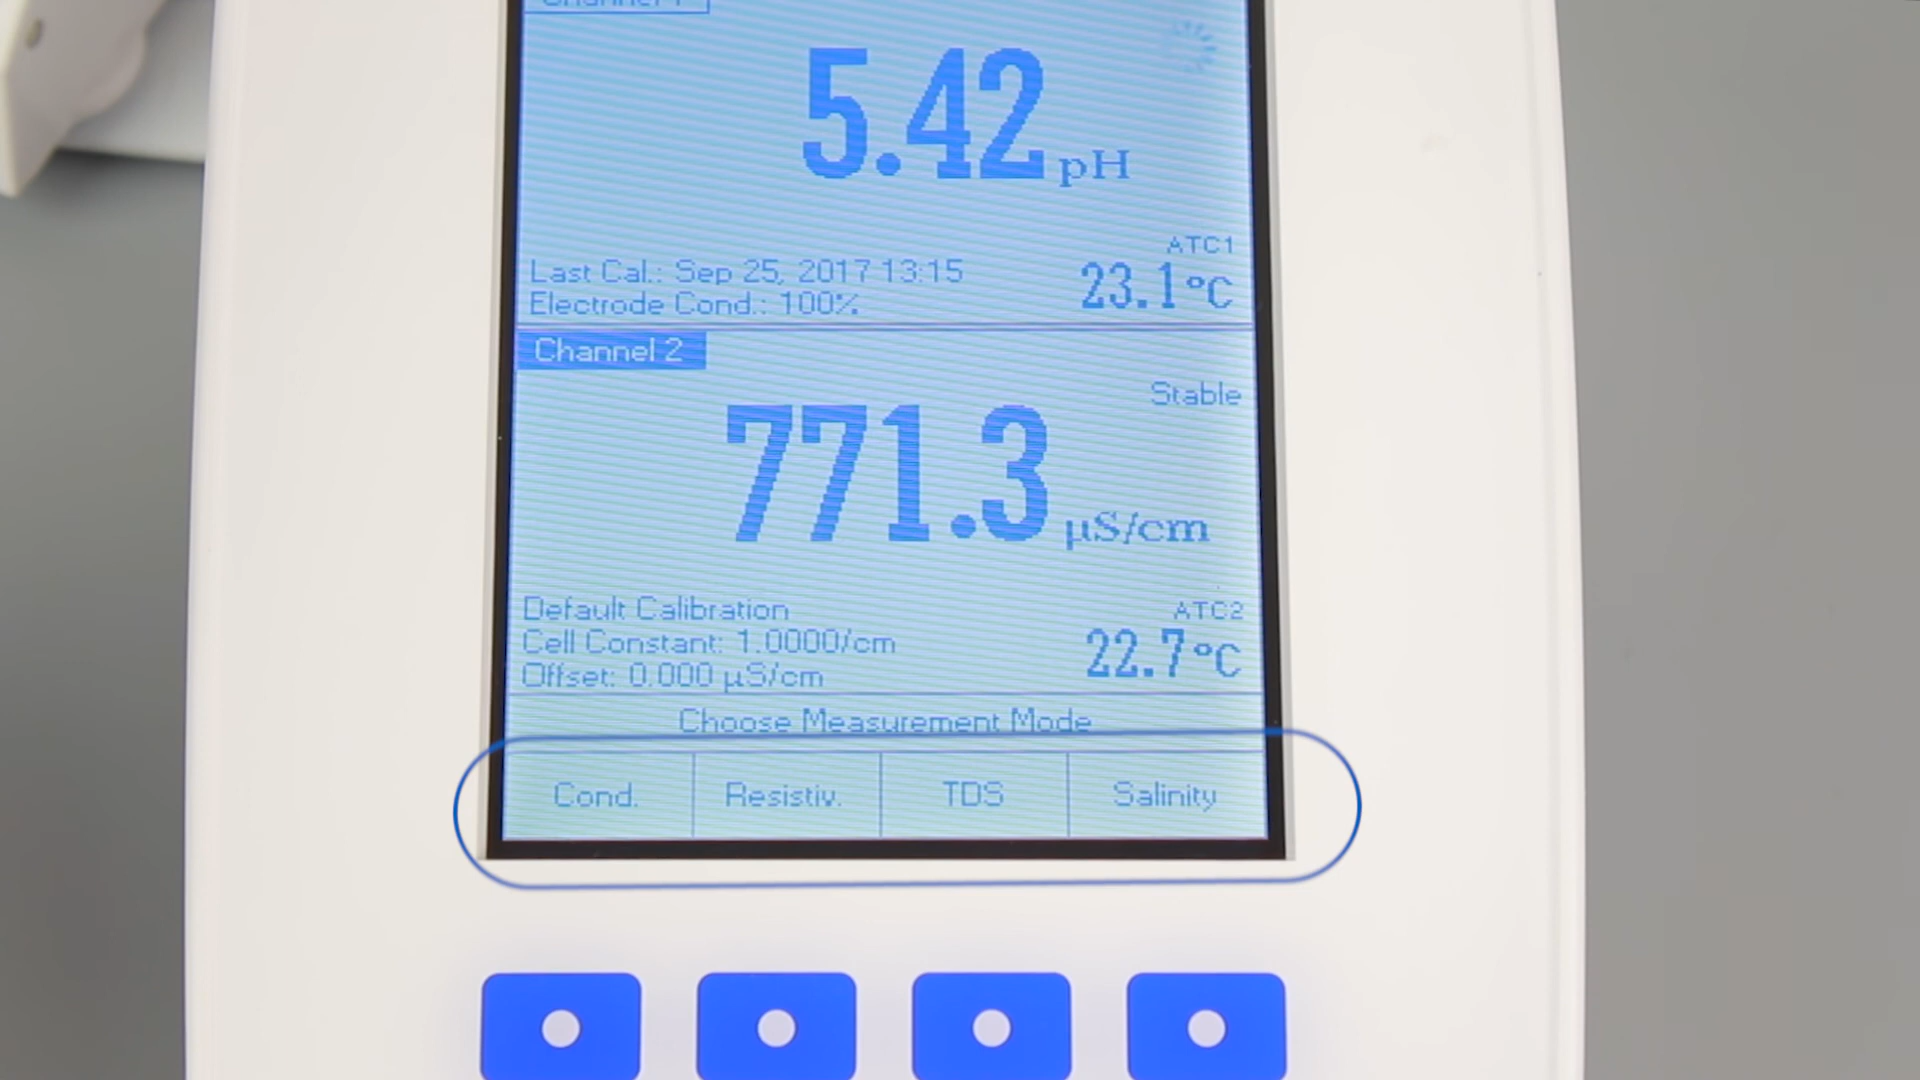 Channel 1
5.42 pH
ATC1
Last Cal.: Sep 25, 2017 13:15
23.1°C
Electrode Cond.: 100%
Channel 2
Stable
771.3 µS/cm
Default Calibration
ATC2
Cell Constant: 1.0000/cm
22.7°C
Offset: 0.000 µS/cm
Choose Measurement Mode
Cond. Resistiv. TDS Salinity